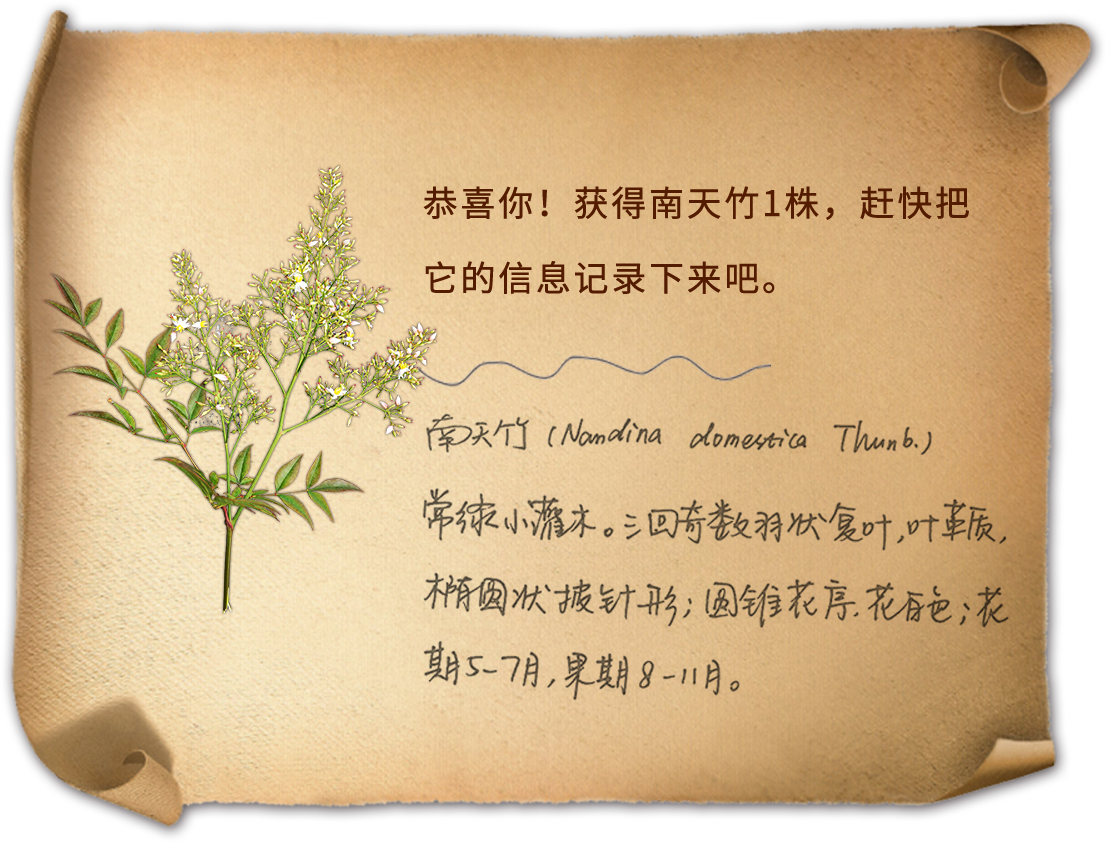 恭喜你！获得南天竹1株，赶快把
它的信息记录下来吧。
南天竹（Nandina domestica Thunb.）
常绿小灌木。三回奇数羽状复叶，叶革质，
椭圆状披针形；圆锥花序．花白色；花
期5-7月，果期8-11月。